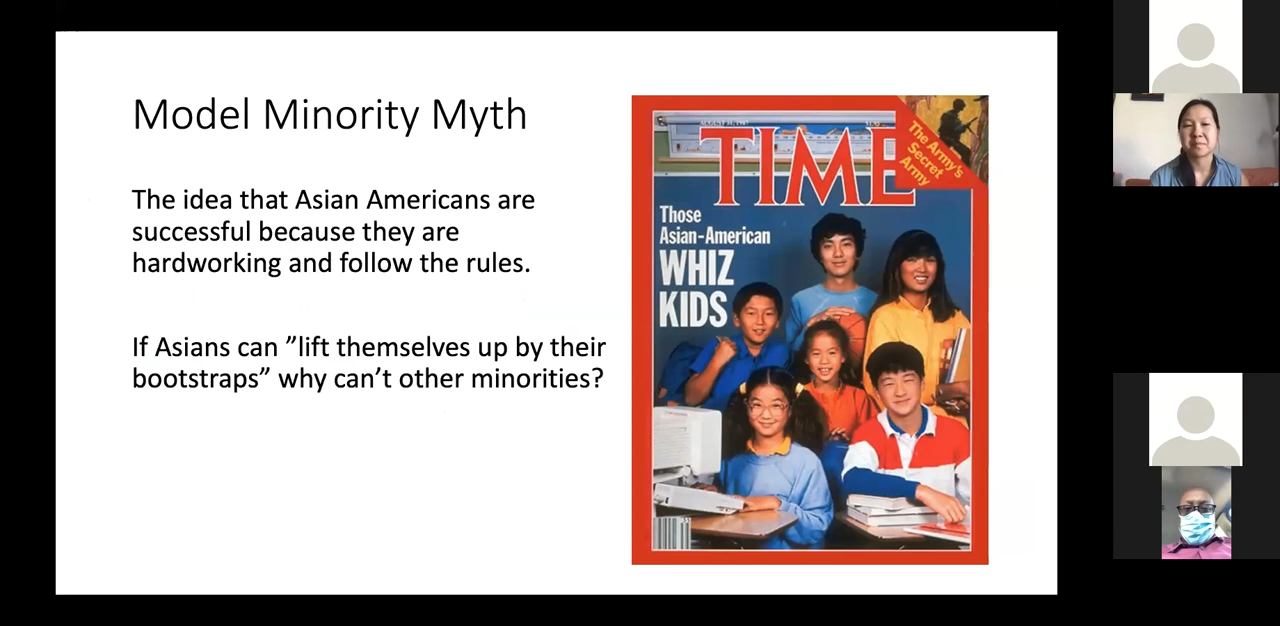 Model Minority Myth
The idea that Asian Americans are
successful because they are
hardworking and follow the rules.
If Asians can ”lift themselves up by their
bootstraps” why can’t other minorities?
TIME
The Army's
Secret
Army
Those
Asian-American
WHIZ
KIDS